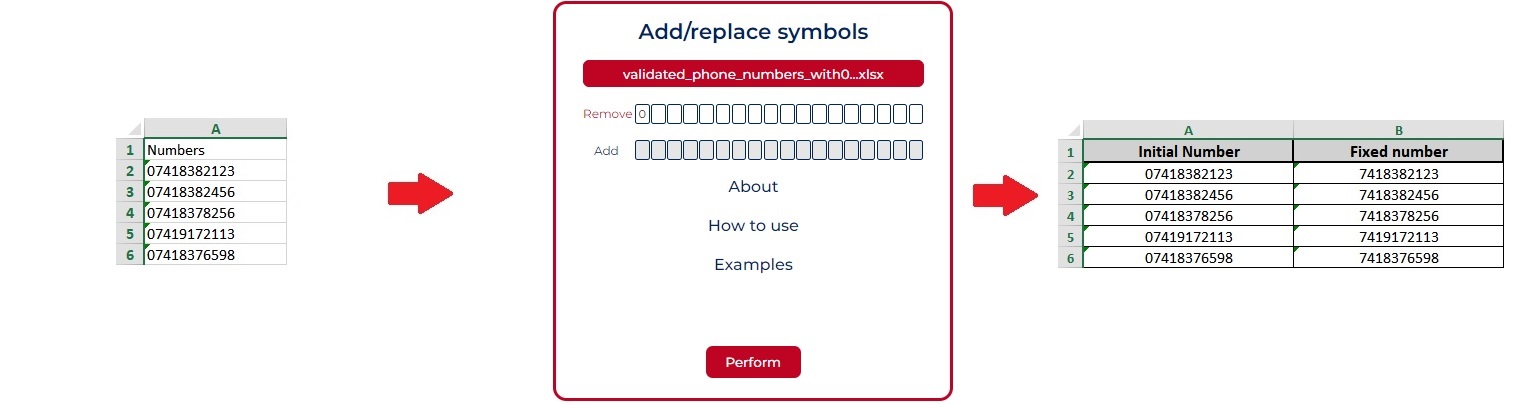 A
1 Numbers
2 07418382123
3 07418382456
4 07418378256
5 07419172113
6 07418376598
Add/replace symbols
validated_phone_numbers_with0...xlsx
Remove 0
Add
About
How to use
Examples
Perform
A B
1 Initial Number Fixed number
2 07418382123 7418382123
3 07418382456 7418382456
4 07418378256 7418378256
5 07419172113 7419172113
6 07418376598 7418376598